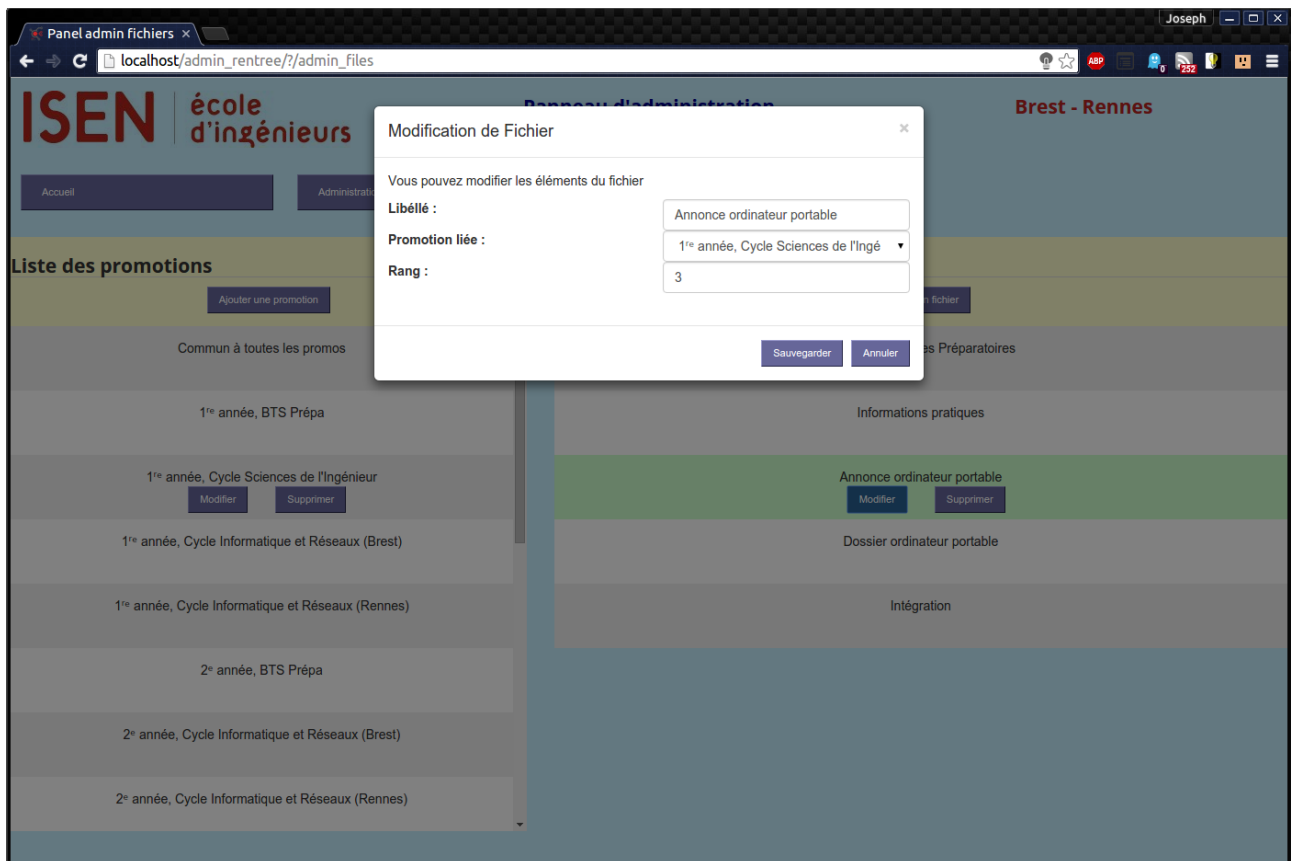 Joseph
Panel admin fichiers ×
localhost/admin_rentree/?/admin_files
ABP
0
252
ISEN
école
d'ingénieurs
Panneau d'administration
Brest - Rennes
Accueil
Modification de Fichier ×
Vous pouvez modifier les éléments du fichier
Libéllé :
Annonce ordinateur portable
Promotion liée :
1re année, Cycle Sciences de l'Ingé
Rang :
3
Sauvegarder
Annuler
Liste des promotions
Ajouter une promotion
fichier
Commun à toutes les promos
Préparatoires
1re année, BTS Prépa
Informations pratiques
1re année, Cycle Sciences de l'Ingénieur
Modifier
Supprimer
Annonce ordinateur portable
Modifier
Supprimer
1re année, Cycle Informatique et Réseaux (Brest)
Dossier ordinateur portable
1re année, Cycle Informatique et Réseaux (Rennes)
Intégration
2e année, BTS Prépa
2e année, Cycle Informatique et Réseaux (Brest)
2e année, Cycle Informatique et Réseaux (Rennes)